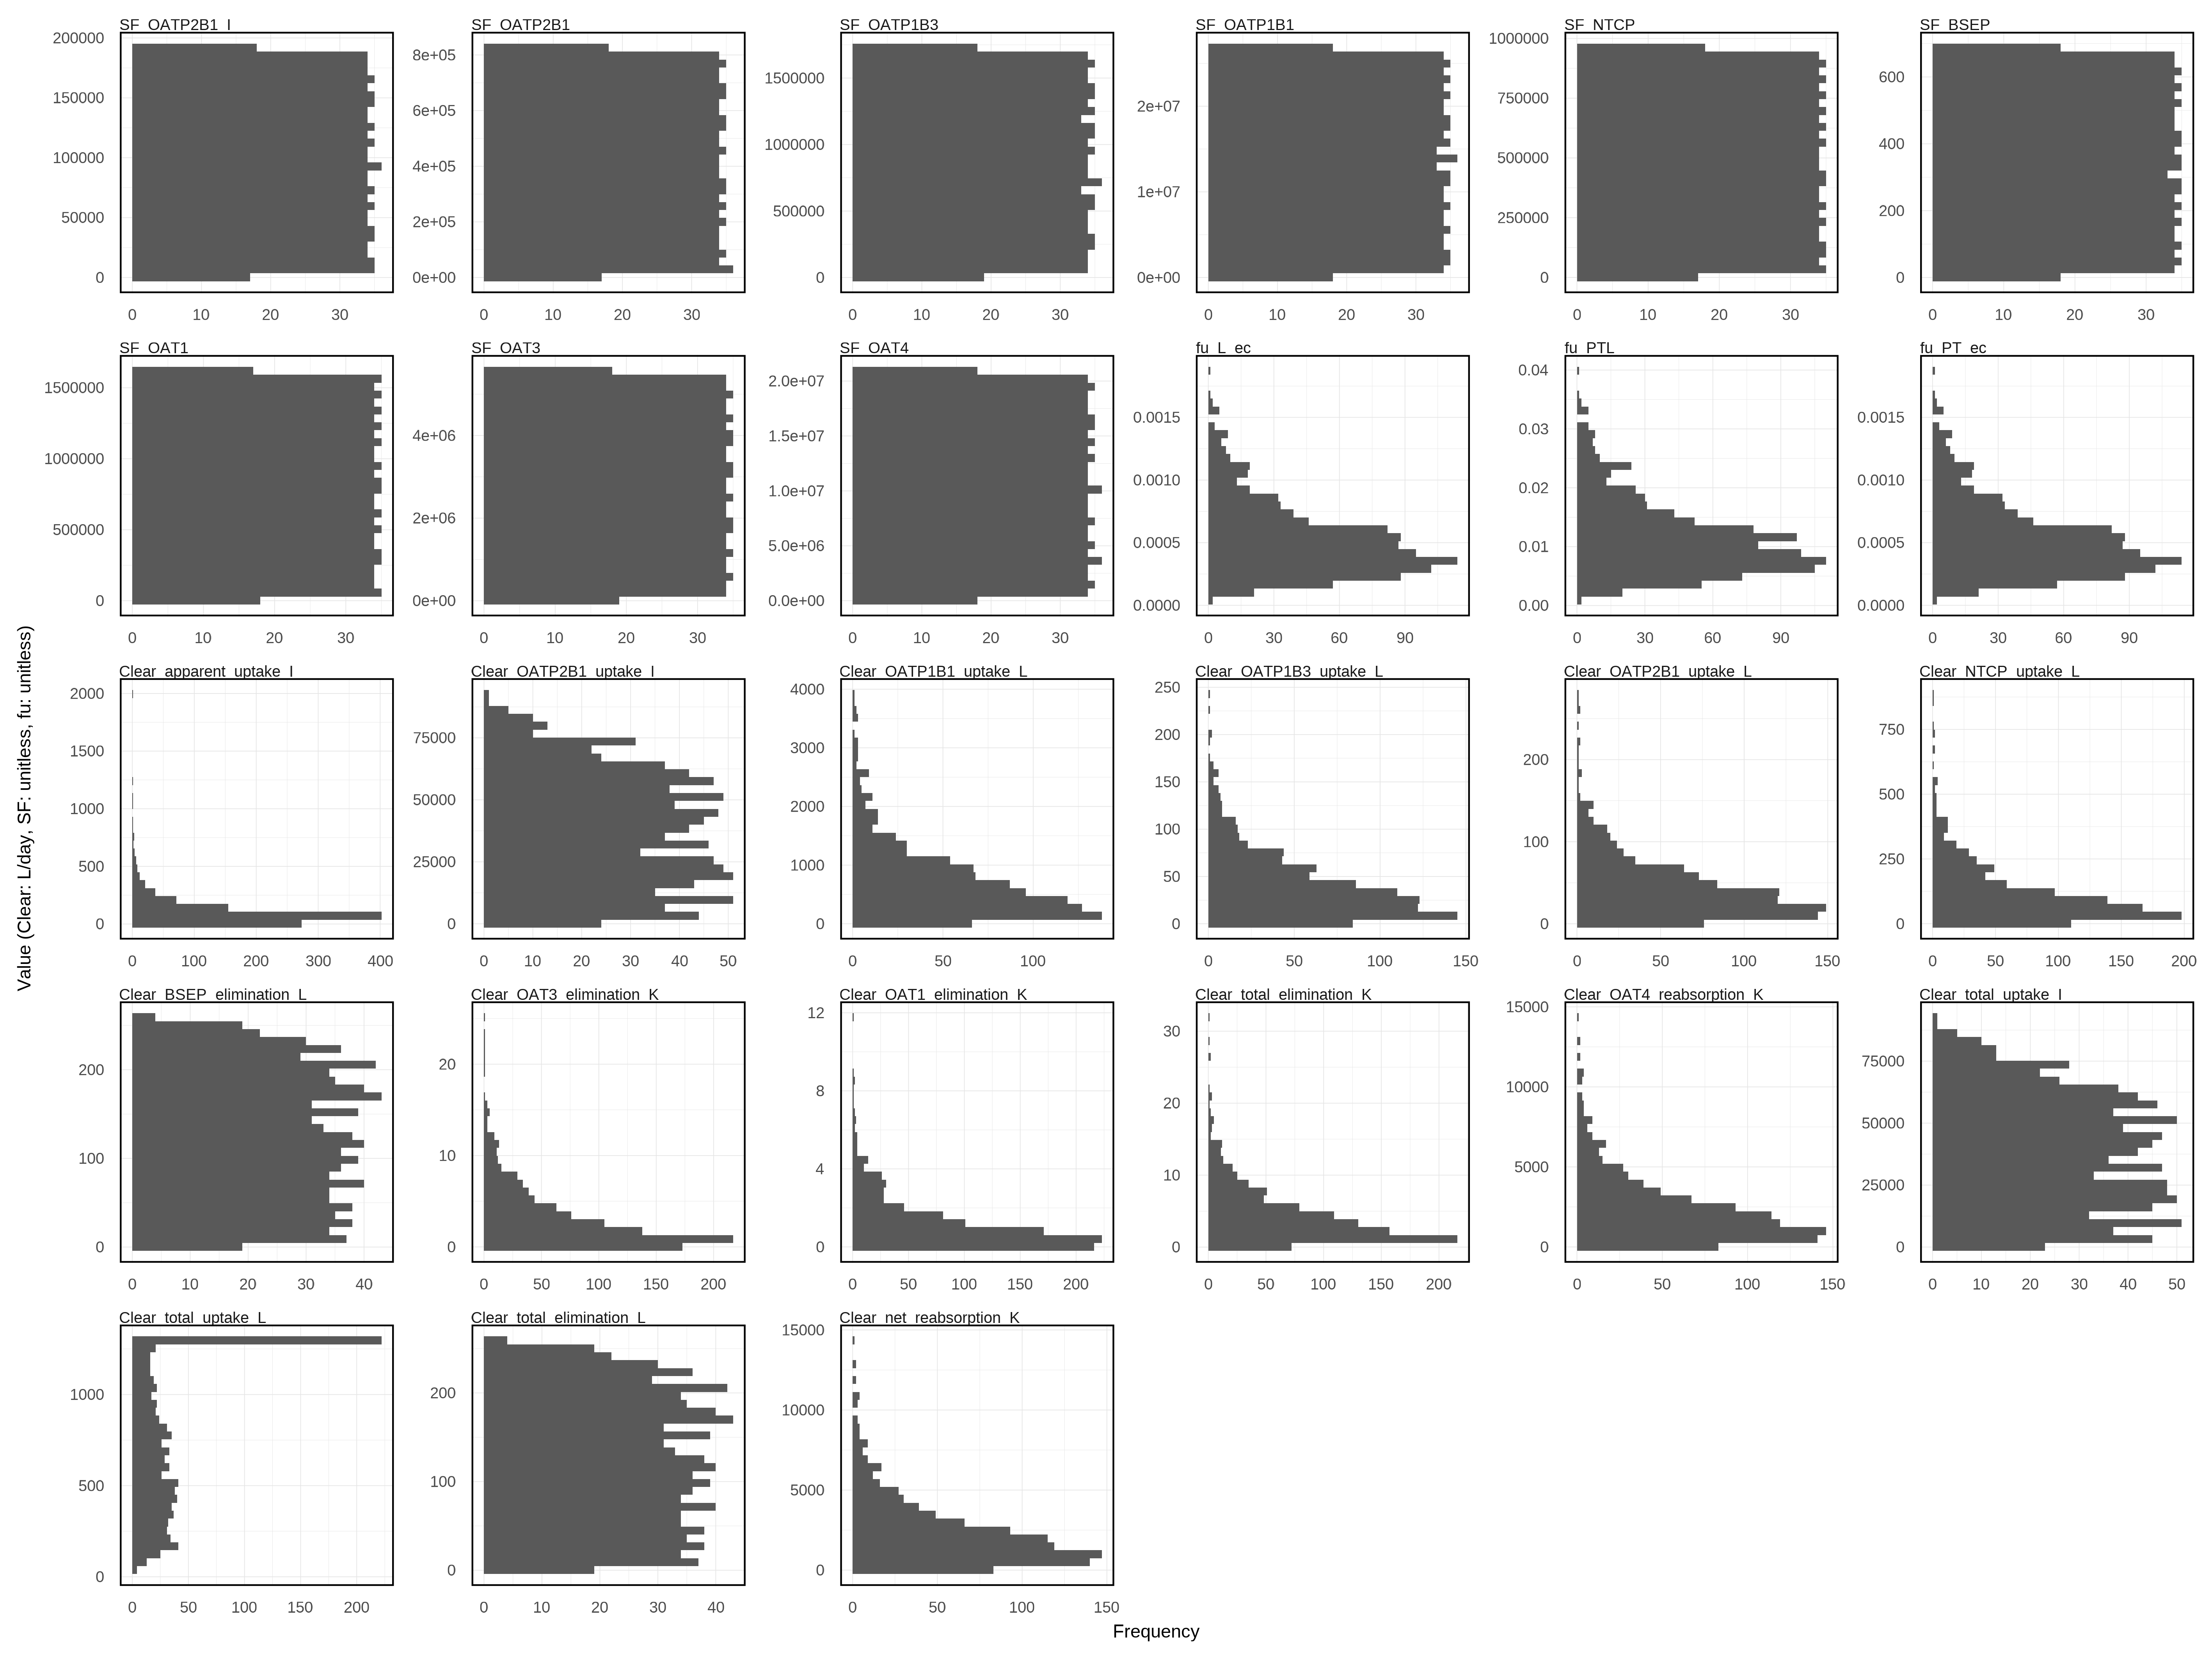 SF_OATP2B1_I SF_OATP2B1 SF_OATP1B3 SF_OATP1B1 SF_NTCP SF_BSEP
200000 150000 100000 50000 0
8e+05 6e+05 4e+05 2e+05 0e+00
1500000 1000000 500000 0
2e+07 1e+07 0e+00
1000000 750000 500000 250000 0
600 400 200 0
0 10 20 30 0 10 20 30 0 10 20 30 0 10 20 30 0 10 20 30 0 10 20 30
SF_OAT1 SF_OAT3 SF_OAT4 fu_L_ec fu_PTL fu_PT_ec
1500000 1000000 500000 0
4e+06 2e+06 0e+00
2.0e+07 1.5e+07 1.0e+07 5.0e+06 0.0e+00
0.0015 0.0010 0.0005 0.0000
0.04 0.03 0.02 0.01 0.00
0.0015 0.0010 0.0005 0.0000
0 10 20 30 0 10 20 30 0 10 20 30 0 30 60 90 0 30 60 90 0 30 60 90
Clear_apparent_uptake_I Clear_OATP2B1_uptake_I Clear_OATP1B1_uptake_L Clear_OATP1B3_uptake_L Clear_OATP2B1_uptake_L Clear_NTCP_uptake_L
2000 1500 1000 500 0
75000 50000 25000 0
4000 3000 2000 1000 0
250 200 150 100 50 0
200 100 0
750 500 250 0
0 100 200 300 400 0 10 20 30 40 50 0 50 100 0 50 100 150 0 50 100 150 0 50 100 150 200
Clear_BSEP_elimination_L Clear_OAT3_elimination_K Clear_OAT1_elimination_K Clear_total_elimination_K Clear_OAT4_reabsorption_K Clear_total_uptake_I
200 100 0
20 10 0
12 8 4 0
30 20 10 0
15000 10000 5000 0
75000 50000 25000 0
0 10 20 30 40 0 50 100 150 200 0 50 100 150 200 0 50 100 150 200 0 50 100 150 0 10 20 30 40 50
Clear_total_uptake_L Clear_total_elimination_L Clear_net_reabsorption_K
1000 500 0
200 100 0
15000 10000 5000 0
0 50 100 150 200 0 10 20 30 40 0 50 100 150
Frequency
Value (Clear: L/day, SF: unitless, fu: unitless)